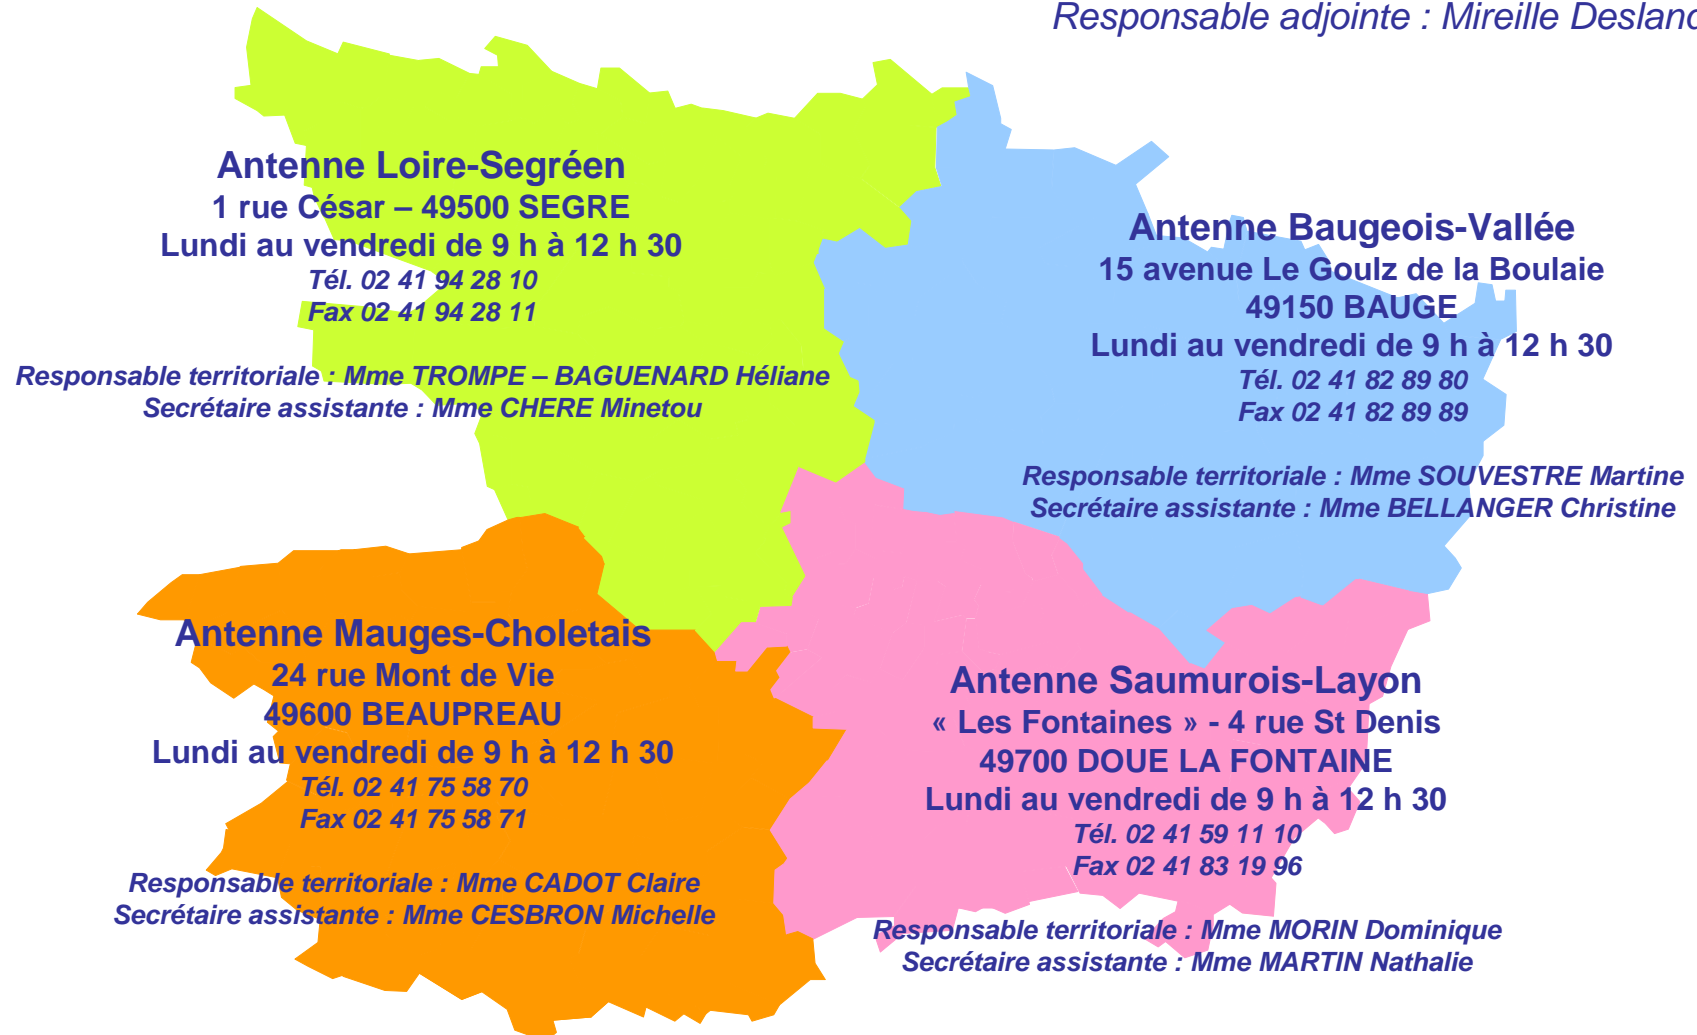 Responsable adjointe : Mireille
Antenne Loire-Segréen
1 rue César – 49500 SEGRE
Lundi au vendredi de 9 h à 12 h 30
Tél. 02 41 94 28 10
Fax 02 41 94 28 11
Responsable territoriale : Mme TROMPE – BAGUENARD Héliane
Secrétaire assistante : Mme CHERE Minetou
Antenne Baugeois-Vallée
15 avenue Le Goulz de la Boulaie
49150 BAUGE
Lundi au vendredi de 9 h à 12 h 30
Tél. 02 41 82 89 80
Fax 02 41 82 89 89
Responsable territoriale : Mme SOUVESTRE Martine
Secrétaire assistante : Mme BELLANGER Christine
Antenne Mauges-Choletais
24 rue Mont de Vie
49600 BEAUPREAU
Lundi au vendredi de 9 h à 12 h 30
Tél. 02 41 75 58 70
Fax 02 41 75 58 71
Responsable territoriale : Mme CADOT Claire
Secrétaire assistante : Mme CESBRON Michelle
Antenne Saumurois-Layon
« Les Fontaines » - 4 rue St Denis
49700 DOUE LA FONTAINE
Lundi au vendredi de 9 h à 12 h 30
Tél. 02 41 59 11 10
Fax 02 41 83 19 96
Responsable territoriale : Mme MORIN Dominique
Secrétaire assistante : Mme MARTIN Nathalie